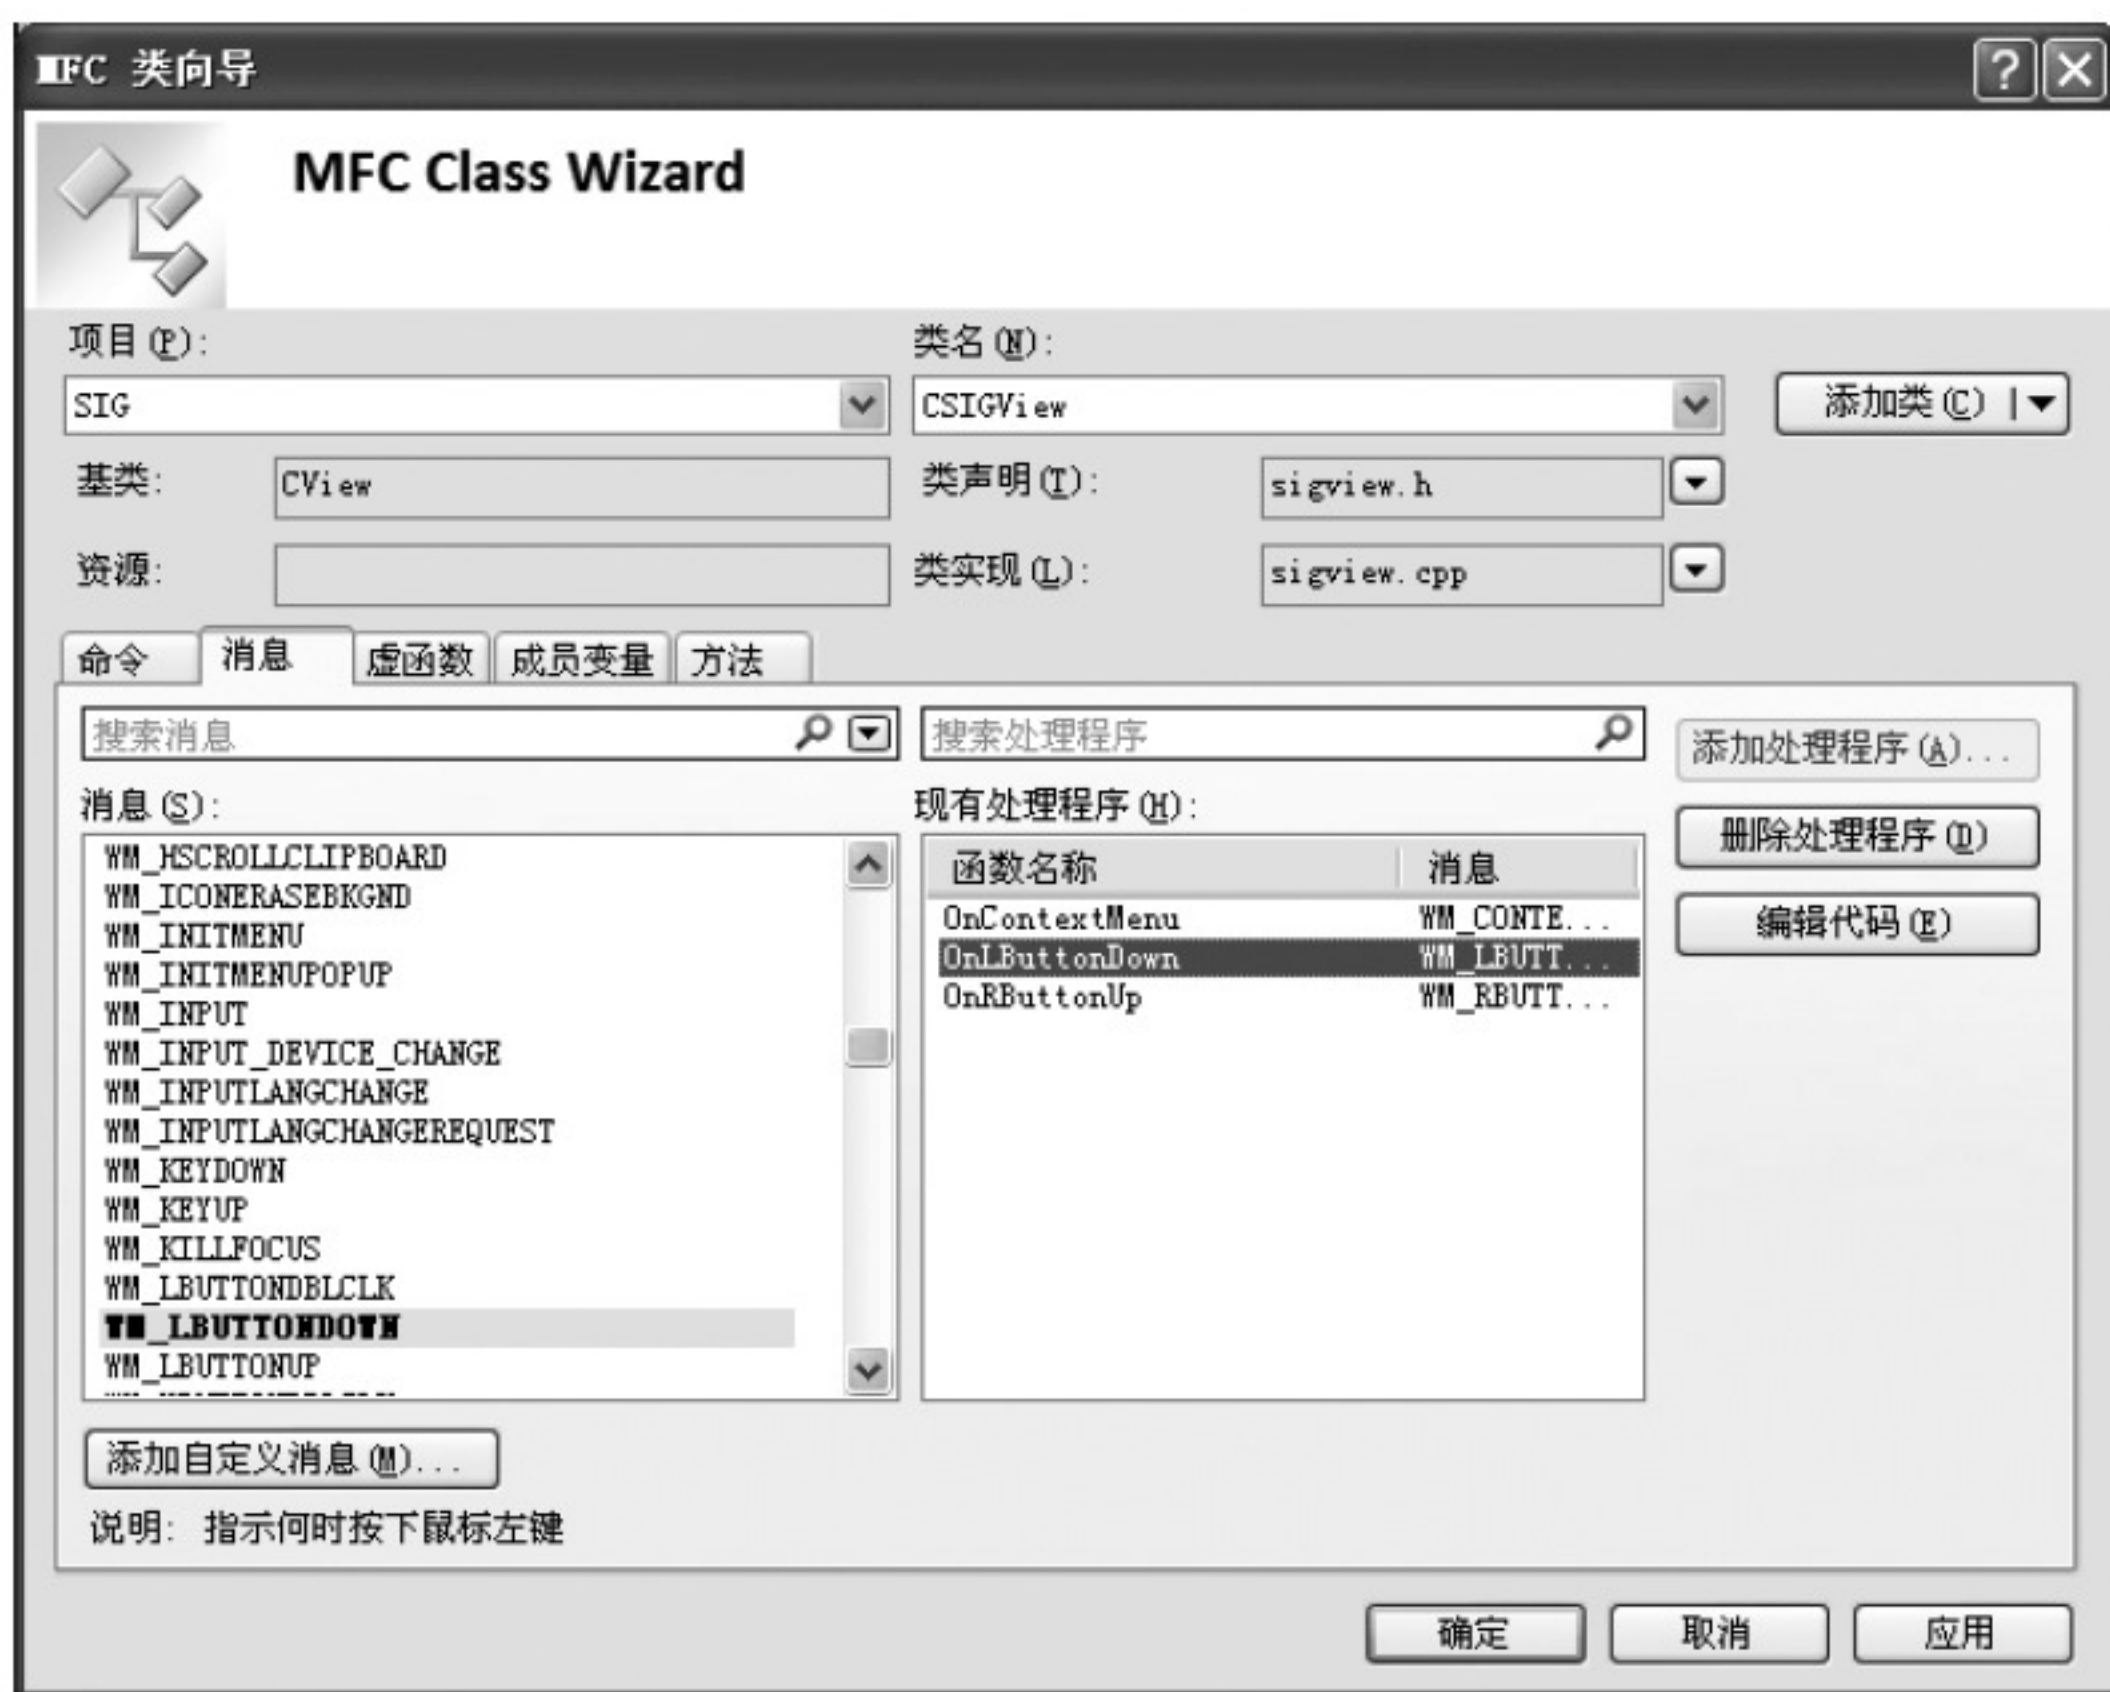 MFC 类向导
MFC Class Wizard
项目(P):
类名(N):
SIG
CSIGView
添加类(C)
基类:
CView
类声明(T):
sigview.h
资源:
类实现(L):
sigview.cpp
命令 消息 虚函数 成员变量 方法
搜索消息
搜索处理程序
添加处理程序(A)...
消息(S):
现有处理程序(H):
删除处理程序(D)
编辑代码(E)
WM_HSCROLLCLIPBOARD
WM_ICONERASEBKGND
WM_INITMENU
WM_INITMENUPOPUP
WM_INPUT
WM_INPUT_DEVICE_CHANGE
WM_INPUTLANGCHANGE
WM_INPUTLANGCHANGEREQUEST
WM_KEYDOWN
WM_KEYUP
WM_KILLFOCUS
WM_LBUTTONDBLCLK
WM_LBUTTONDOWN
WM_LBUTTONUP
函数名称 消息
OnContextMenu WM_CONTE...
OnLButtonDown WM_LBUTT...
OnRButtonUp WM_RBUTT...
添加自定义消息(M)...
说明: 指示何时按下鼠标左键
确定 取消 应用